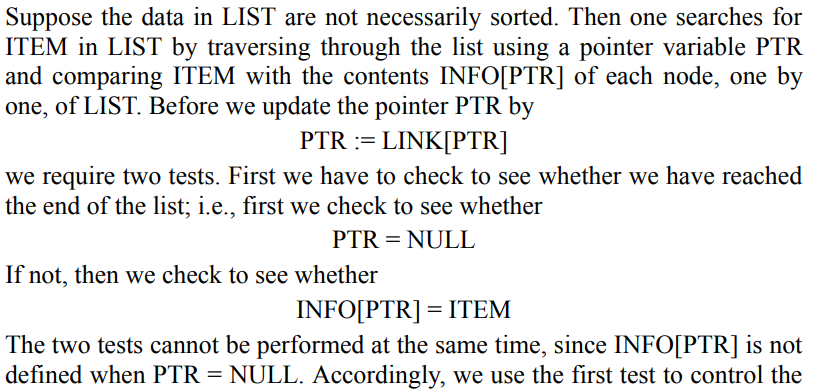 Suppose the data in LIST are not necessarily sorted. Then one searches for
ITEM in LIST by traversing through the list using a pointer variable PTR
and comparing ITEM with the contents INFO[PTR] of each node, one by
one, of LIST. Before we update the pointer PTR by
PTR := LINK[PTR]
we require two tests. First we have to check to see whether we have reached
the end of the list; i.e., first we check to see whether
PTR = NULL
If not, then we check to see whether
INFO[PTR] = ITEM
The two tests cannot be performed at the same time, since INFO[PTR] is not
defined when PTR = NULL. Accordingly, we use the first test to control the